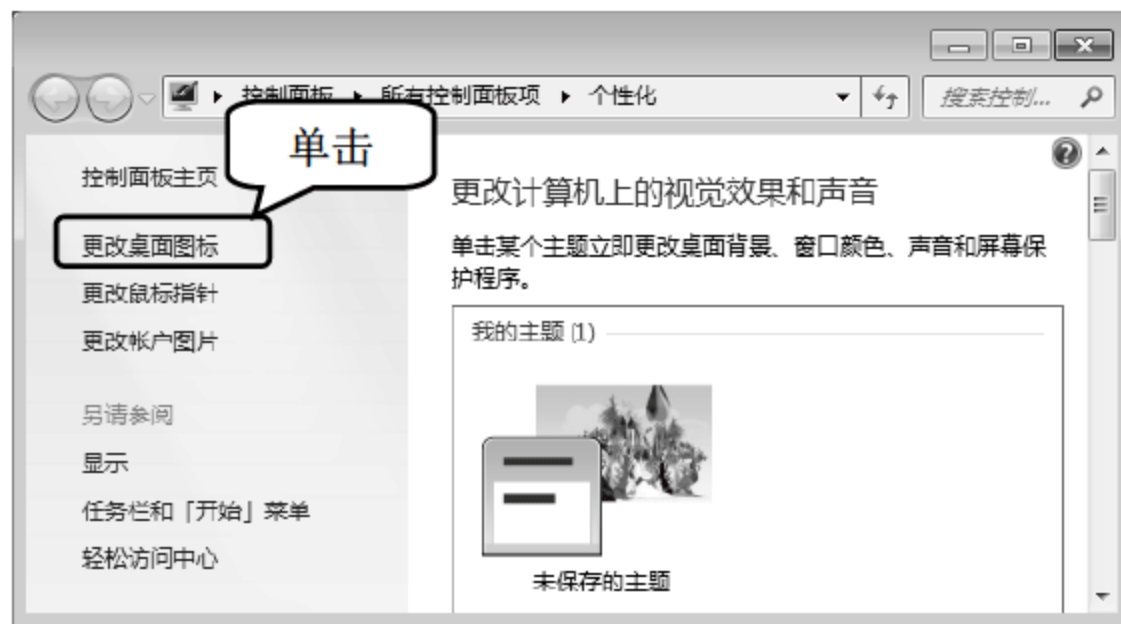 控制面板 ▸ 所有控制面板项 ▸ 个性化
搜索控制...
单击
控制面板主页
更改桌面图标
更改鼠标指针
更改帐户图片
另请参阅
显示
任务栏和「开始」菜单
轻松访问中心
更改计算机上的视觉效果和声音
单击某个主题立即更改桌面背景、窗口颜色、声音和屏幕保
护程序。
我的主题 (1)
未保存的主题